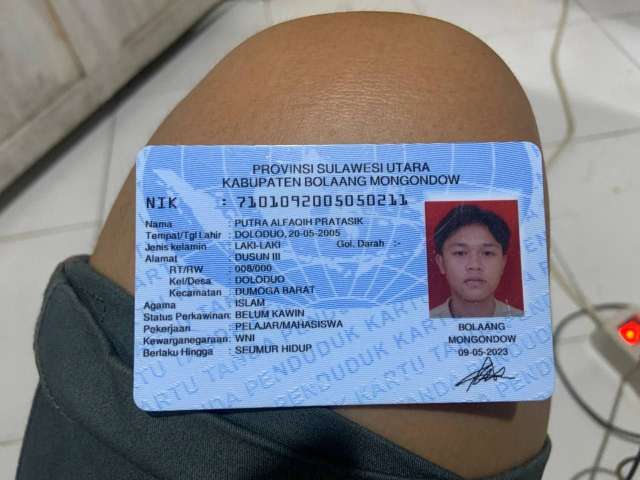 PROVINSI SULAWESI UTARA
KABUPATEN BOLAANG MONGONDOW
NIK : 7101092005050211
Nama : PUTRA ALFAQIH PRATASIK
Tempat/Tgl Lahir : DOLODUO, 20-05-2005
Jenis kelamin : LAKI-LAKI Gol. Darah :-
Alamat : DUSUN III
RT/RW : 008/000
Kel/Desa : DOLODUO
Kecamatan : DUMOGA BARAT
Agama : ISLAM
Status Perkawinan: BELUM KAWIN
Pekerjaan : PELAJAR/MAHASISWA
Kewarganegaraan: WNI
Berlaku Hingga : SEUMUR HIDUP
BOLAANG
MONGONDOW
09-05-2023
KARTU TANDA PENDUDUK KARTU TANDA